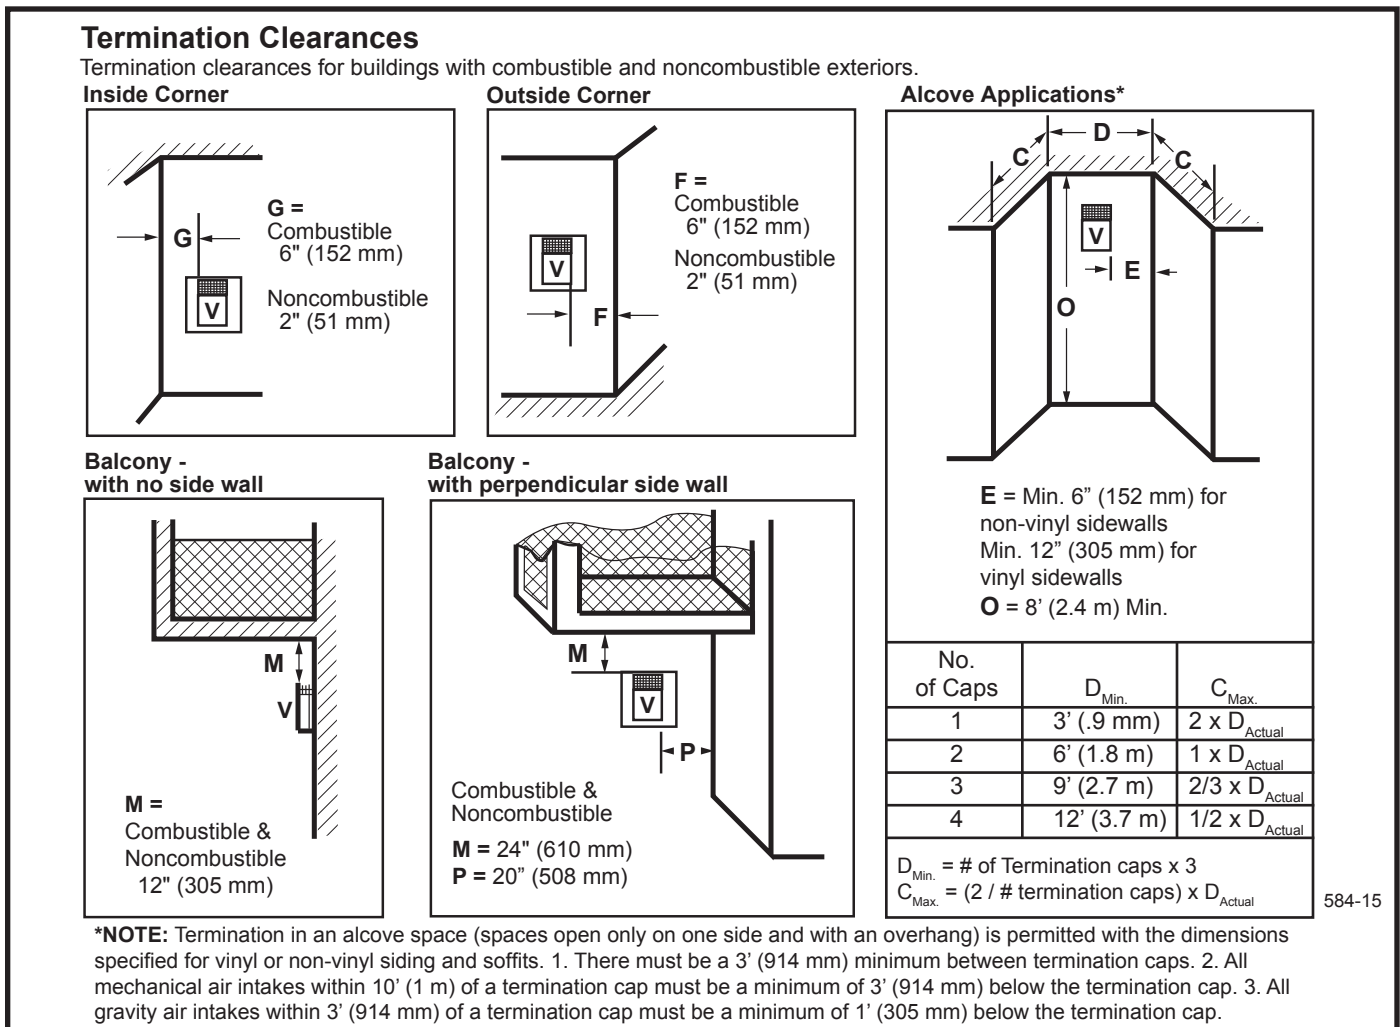 Termination Clearances
Termination clearances for buildings with combustible and noncombustible exteriors.
Inside Corner
G
V
G =
Combustible
6" (152 mm)
Noncombustible
2" (51 mm)
Outside Corner
V
F
F =
Combustible
6" (152 mm)
Noncombustible
2" (51 mm)
Alcove Applications*
D
C
C
V
E
O
E = Min. 6” (152 mm) for
non-vinyl sidewalls
Min. 12” (305 mm) for
vinyl sidewalls
O = 8’ (2.4 m) Min.
No.
of Caps D Min. C Max.
1 3’ (.9 mm) 2 x D Actual
2 6’ (1.8 m) 1 x D Actual
3 9’ (2.7 m) 2/3 x D Actual
4 12’ (3.7 m) 1/2 x D Actual
D Min. = # of Termination caps x 3
C Max. = (2 / # termination caps) x D Actual
584-15
Balcony -
with no side wall
M
V
M =
Combustible &
Noncombustible
12" (305 mm)
Balcony -
with perpendicular side wall
M
V
P
Combustible &
Noncombustible
M = 24" (610 mm)
P = 20” (508 mm)
*NOTE: Termination in an alcove space (spaces open only on one side and with an overhang) is permitted with the dimensions
specified for vinyl or non-vinyl siding and soffits. 1. There must be a 3’ (914 mm) minimum between termination caps. 2. All
mechanical air intakes within 10’ (1 m) of a termination cap must be a minimum of 3’ (914 mm) below the termination cap. 3. All
gravity air intakes within 3’ (914 mm) of a termination cap must be a minimum of 1’ (305 mm) below the termination cap.